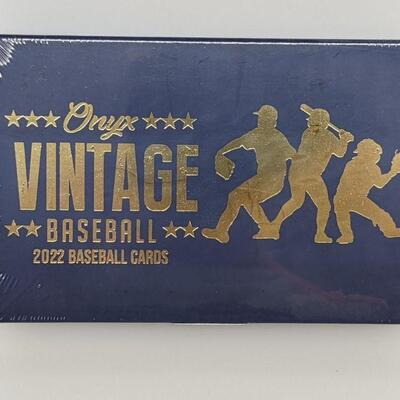 ★★★ Onyx ★★★
VINTAGE
★★ BASEBALL ★★
2022 BASEBALL CARDS